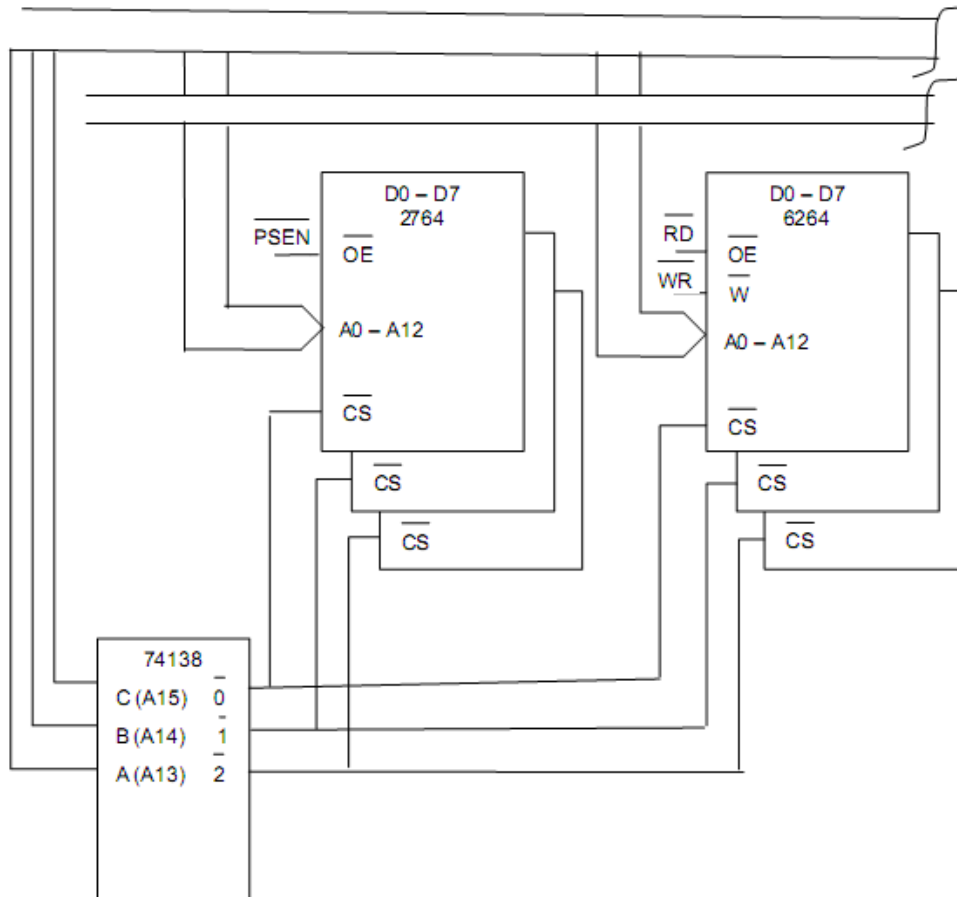 D0 – D7
2764
PSEN
OE
A0 – A12
CS
CS
CS
D0 – D7
6264
RD
OE
WR
W
A0 – A12
CS
CS
CS
74138
C (A15) 0
B (A14) 1
A (A13) 2